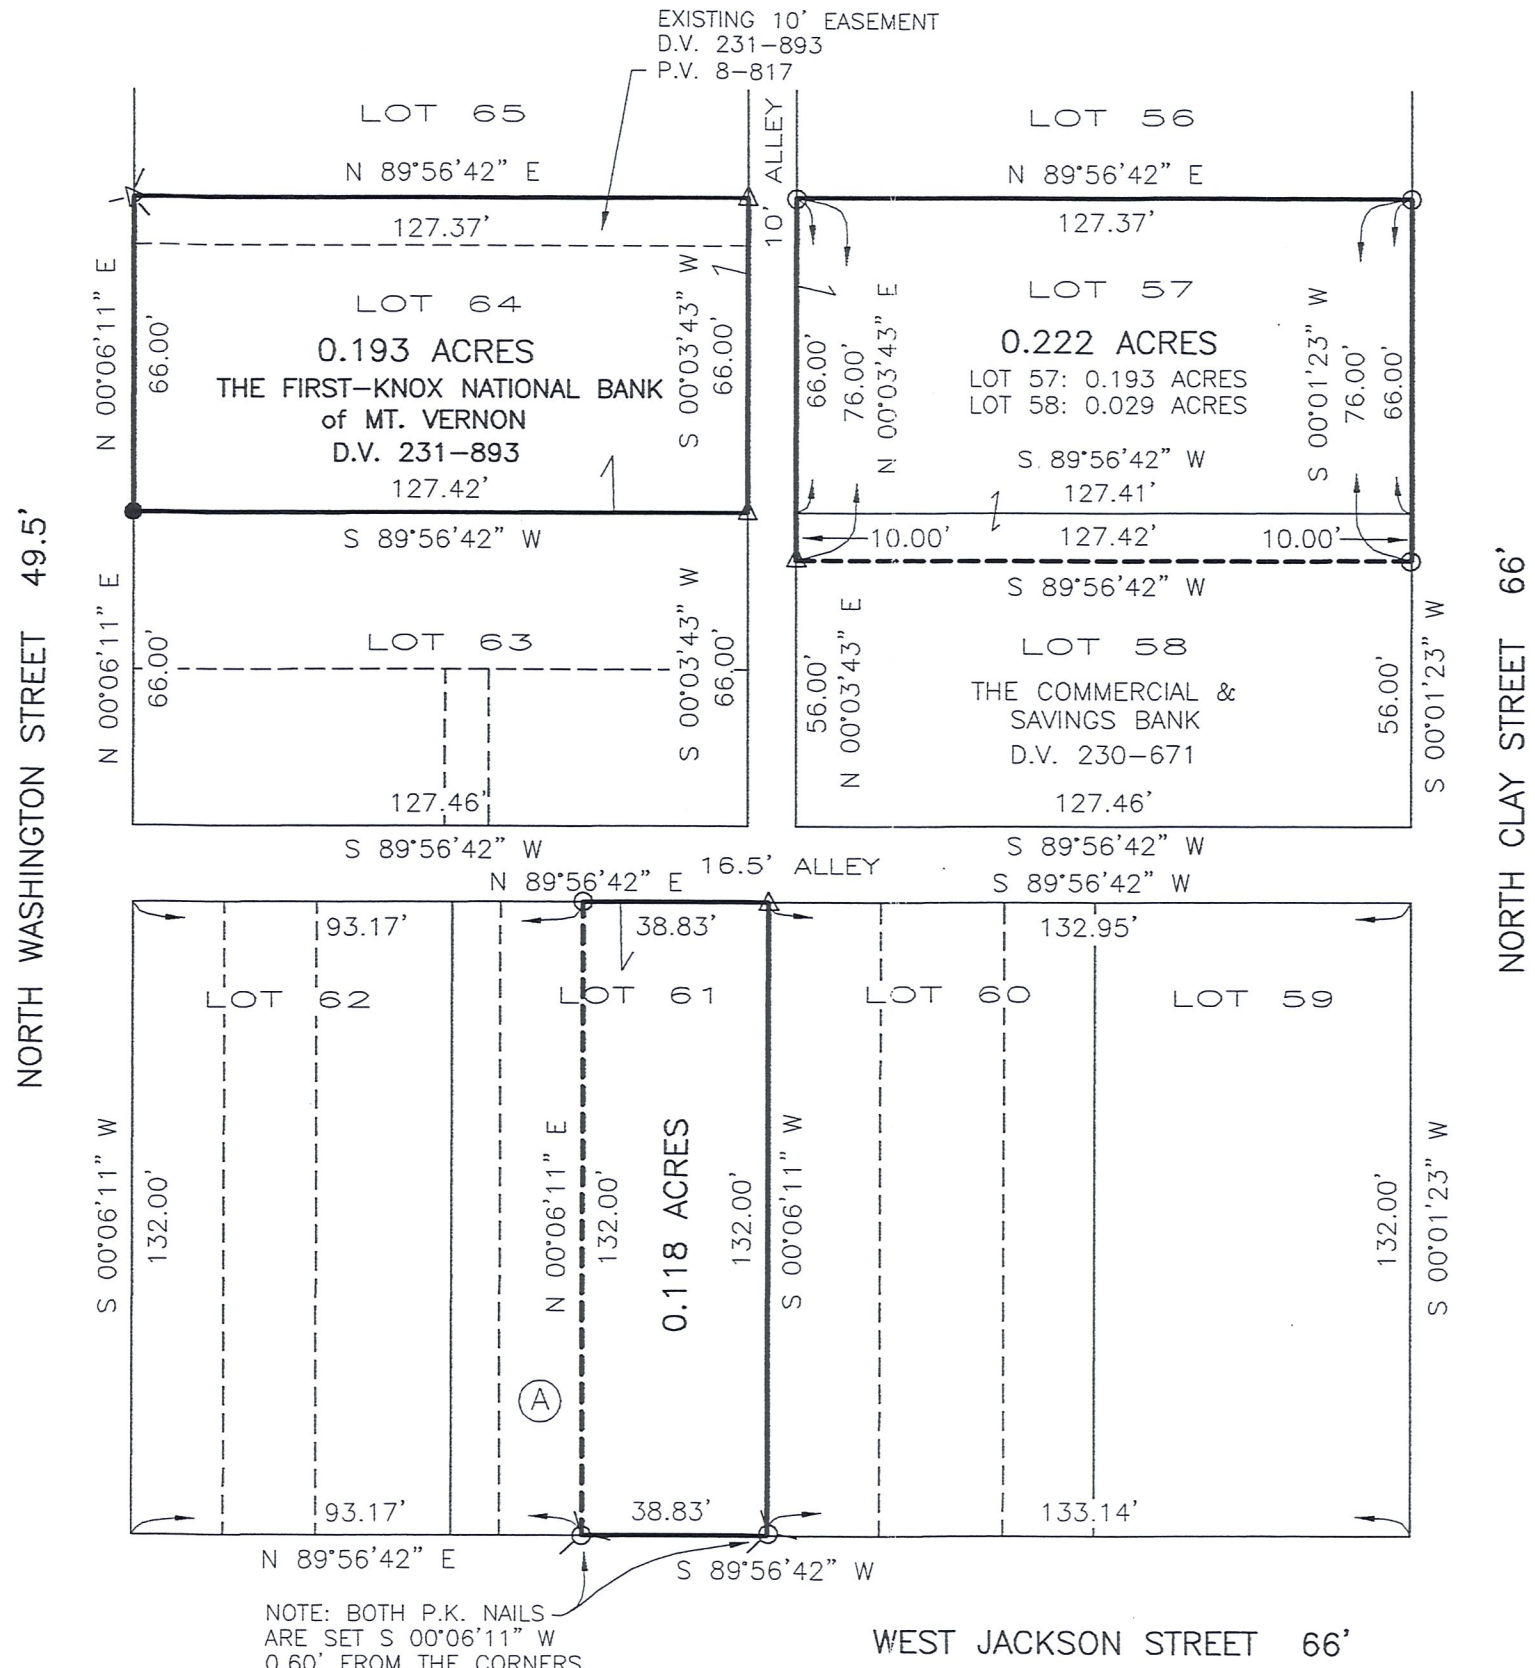 EXISTING 10' EASEMENT
D.V. 231–893
P.V. 8–817
LOT 65
10' ALLEY
LOT 56
N 89°56'42" E
N 89°56'42" E
127.37'
127.37'
N 00°06'11" E
66.00'
LOT 64
0.193 ACRES
THE FIRST–KNOX NATIONAL BANK
of MT. VERNON
D.V. 231–893
127.42'
S 89°56'42" W
S 00°03'43" W
66.00'
66.00'
76.00'
N 00°03'43" E
LOT 57
0.222 ACRES
LOT 57: 0.193 ACRES
LOT 58: 0.029 ACRES
S 89°56'42" W
127.41'
S 00°01'23" W
76.00'
66.00'
10.00'
127.42'
10.00'
S 89°56'42" W
NORTH WASHINGTON STREET 49.5'
N 00°06'11" E
66.00'
LOT 63
S 00°03'43" W
66.00'
127.46'
S 89°56'42" W
56.00'
N 00°03'43" E
LOT 58
THE COMMERCIAL &
SAVINGS BANK
D.V. 230–671
127.46'
56.00'
S 00°01'23" W
NORTH CLAY STREET 66'
S 89°56'42" W
16.5' ALLEY
N 89°56'42" E
S 89°56'42" W
93.17'
38.83'
132.95'
LOT 62
LOT 61
LOT 60
LOT 59
S 00°06'11" W
132.00'
N 00°06'11" E
132.00'
0.118 ACRES
132.00'
S 00°06'11" W
132.00'
S 00°01'23" W
A
93.17'
38.83'
133.14'
N 89°56'42" E
S 89°56'42" W
NOTE: BOTH P.K. NAILS
ARE SET S 00°06'11" W
0.60' FROM THE CORNERS
WEST JACKSON STREET 66'